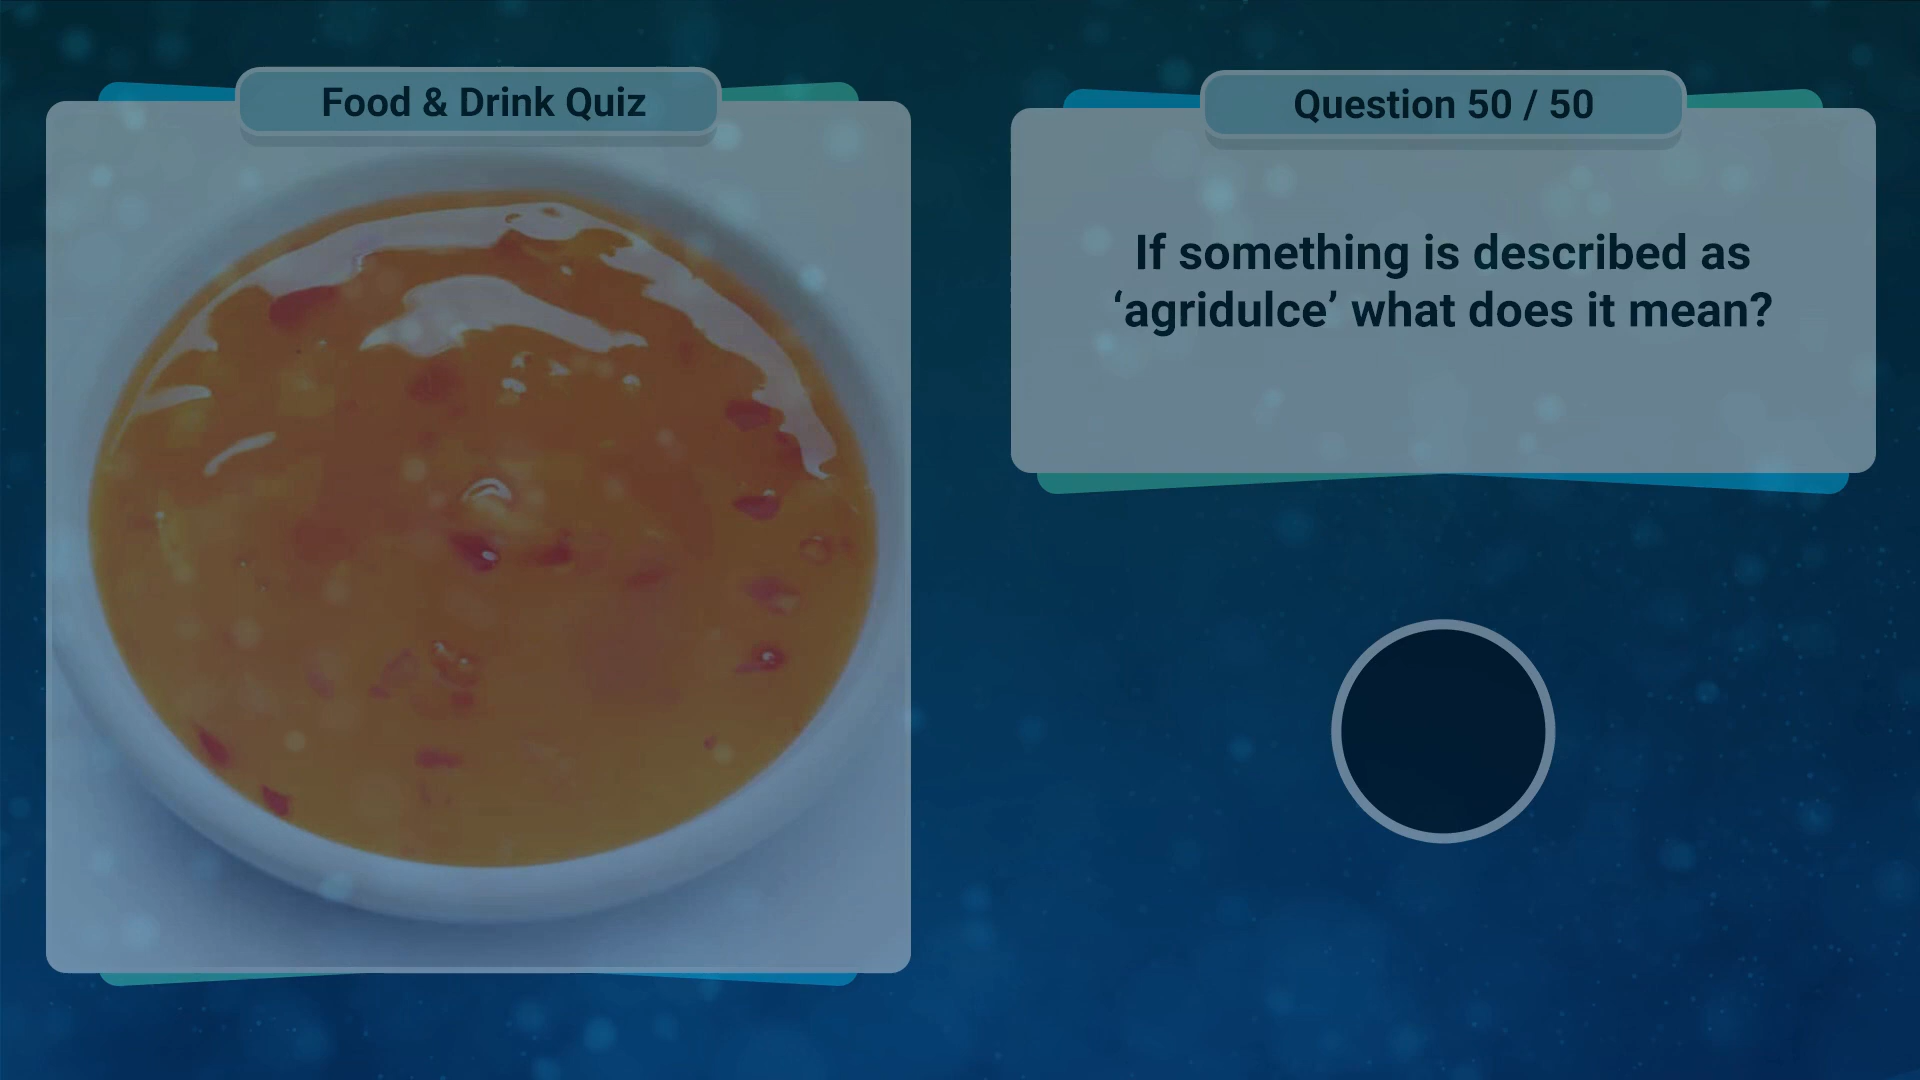 Food & Drink Quiz
Question 50 / 50
If something is described as
‘agridulce’ what does it mean?